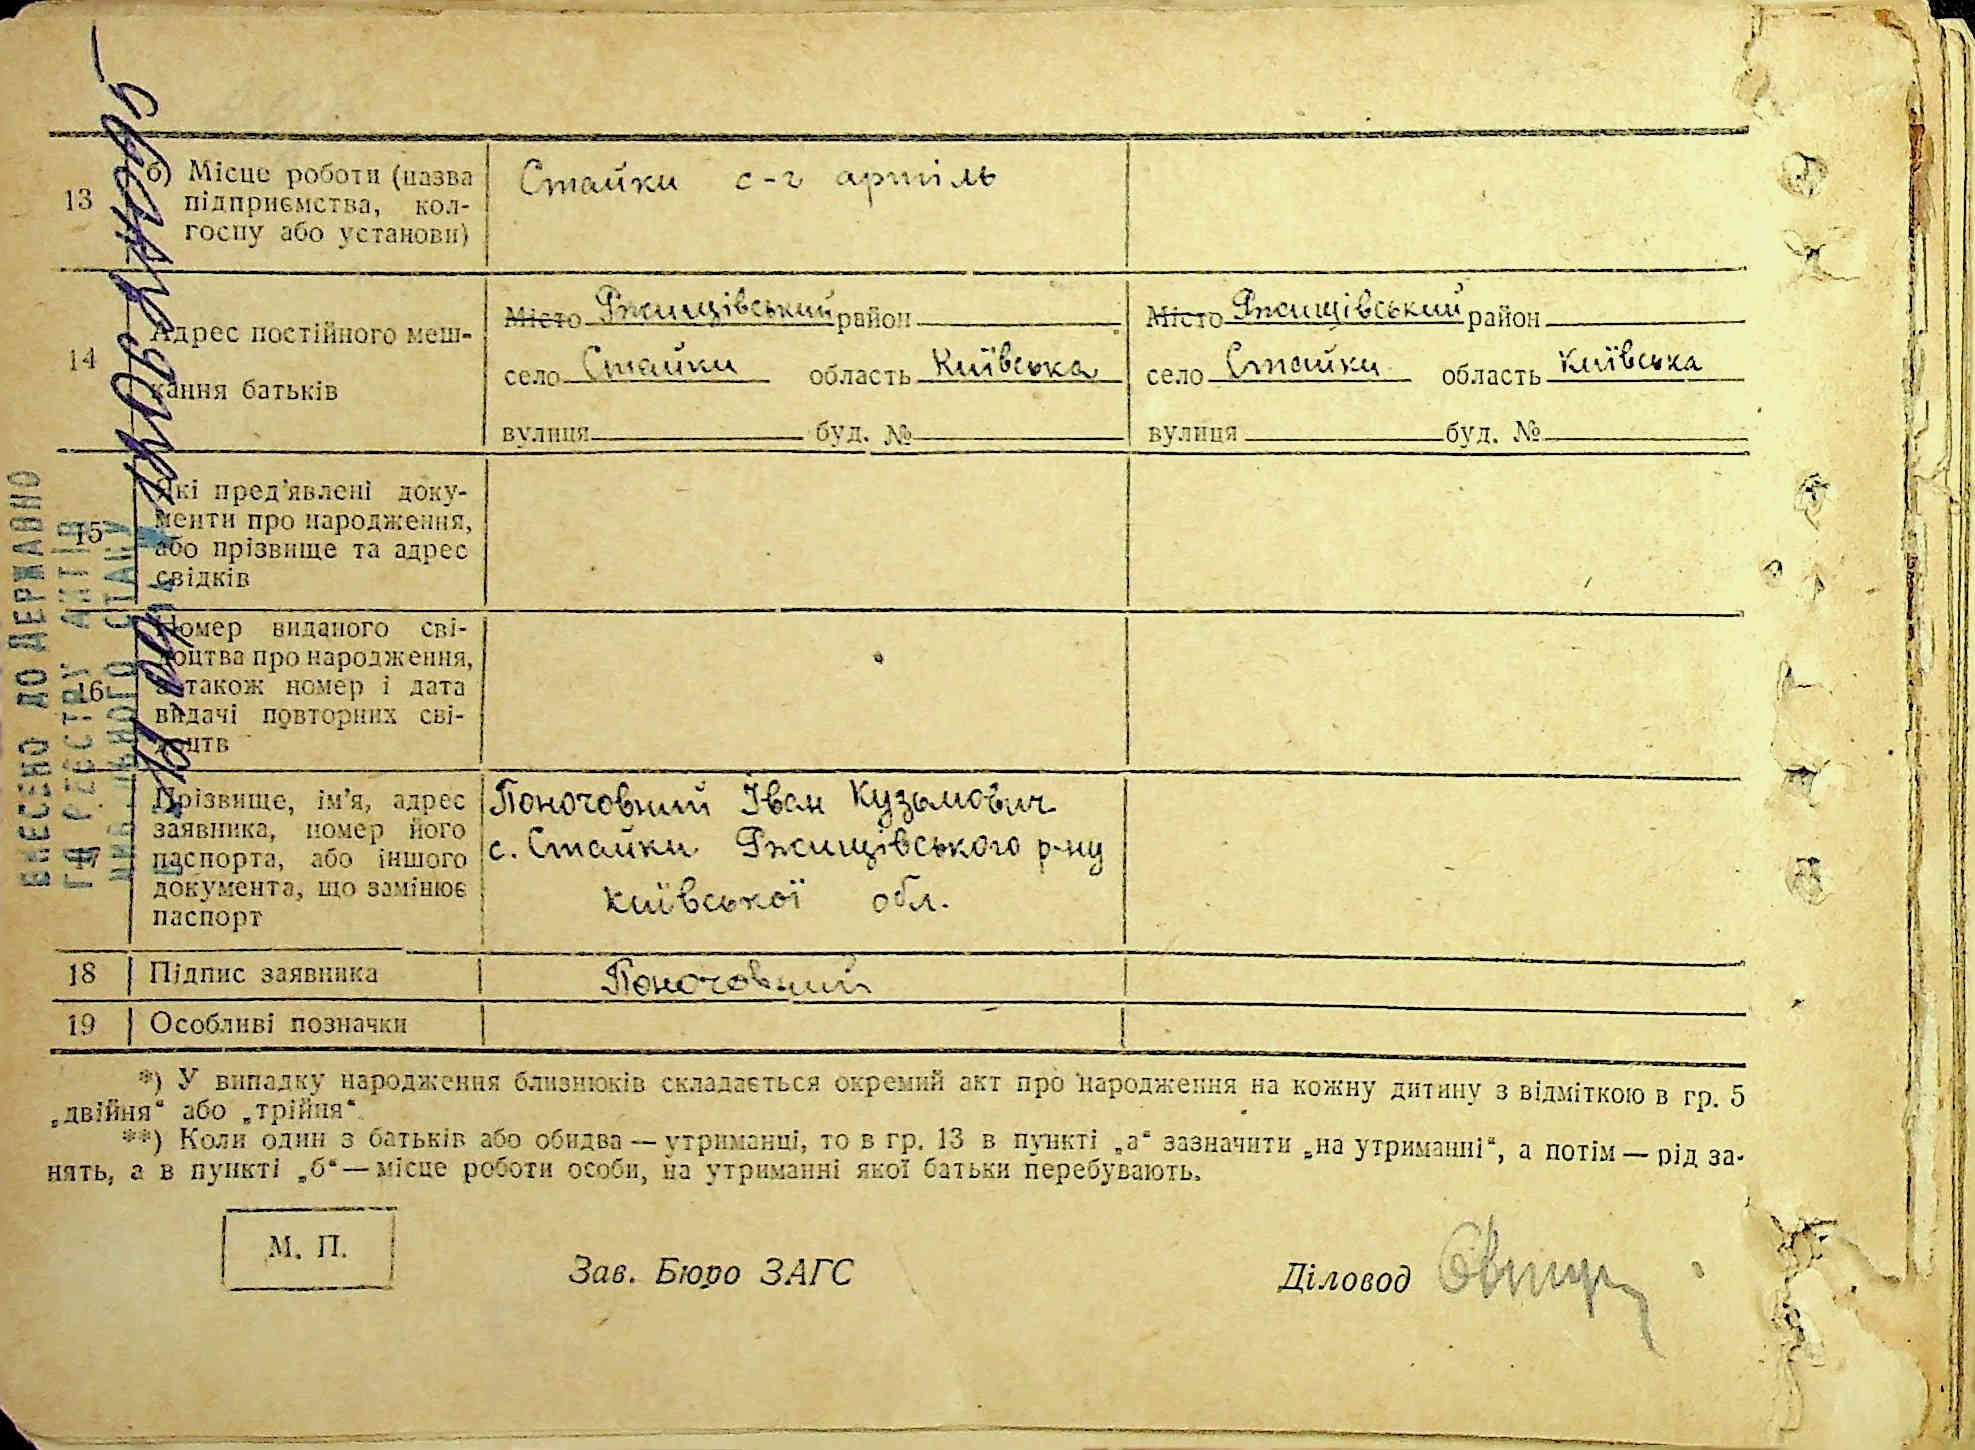 13 б) Місце роботи (назва підприємства, колгоспу або установи) Стайки с-г артіль
14 Адрес постійного мешкання батьків
Місто Ржищівський район Місто Ржищівський район
село Стайки область Київська село Стайки область Київська
вулиця буд. № вулиця буд. №
15 Які пред'явлені документи про народження, або прізвище та адрес свідків
16 Номер виданого свідоцтва про народження, а також номер і дата видачі повторних свідоцтв
17 Прізвище, ім'я, адрес заявника, номер його паспорта, або іншого документа, що замінює паспорт
Поночовний Іван Кузьмович
с. Стайки Ржищівського р-ну
Київської обл.
18 Підпис заявника Поночовний
19 Особливі позначки
*) У випадку народження близнюків складається окремий акт про народження на кожну дитину з відміткою в гр. 5
„двійня“ або „трійня“.
**) Коли один з батьків або обидва — утриманці, то в гр. 13 в пункті „а“ зазначити „на утриманні“, а потім — рід за-
нять, а в пункті „б“ — місце роботи особи, на утриманні якої батьки перебувають.
М. П.
Зав. Бюро ЗАГС Діловод
ВНЕСЕНО ДО ДЕРЖАВНО
ГО РЕЄСТРУ АКТІВ
ЦИВІЛЬНОГО СТАНУ